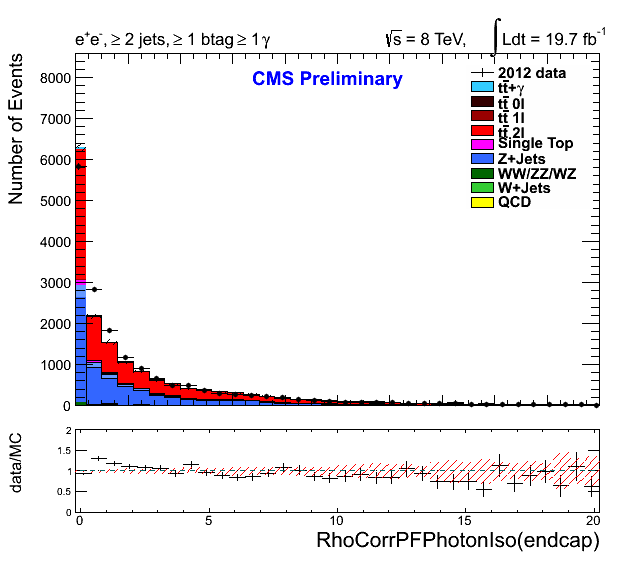 e⁺e⁻, ≥ 2 jets, ≥ 1 btag ≥ 1 γ
√s = 8 TeV, ∫ Ldt = 19.7 fb⁻¹
CMS Preliminary
2012 data
tt̄+γ
tt̄ 0l
tt̄ 1l
tt̄ 2l
Single Top
Z+Jets
WW/ZZ/WZ
W+Jets
QCD
Number of Events
8000
7000
6000
5000
4000
3000
2000
1000
0
data/MC
2
1.5
1
0.5
0
0 5 10 15 20
RhoCorrPFPhotonIso(endcap)